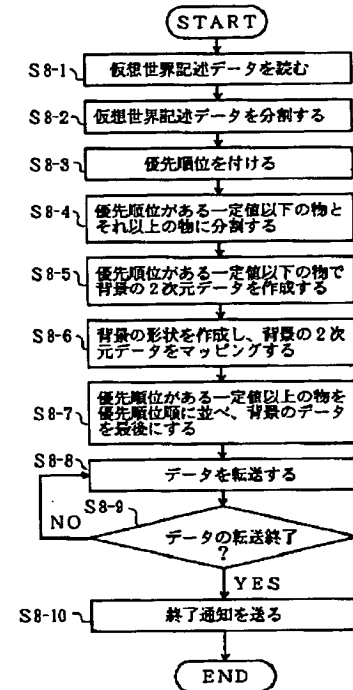 START
S8-1
仮想世界記述データを読む
S8-2
仮想世界記述データを分割する
S8-3
優先順位を付ける
S8-4
優先順位がある一定値以下の物と
それ以上の物に分割する
S8-5
優先順位がある一定値以下の物で
背景の2次元データを作成する
S8-6
背景の形状を作成し、背景の2次
元データをマッピングする
S8-7
優先順位がある一定値以上の物を
優先順位順に並べ、背景のデータ
を最後にする
S8-8
データを転送する
S8-9
NO
データの転送終了
?
YES
S8-10
終了通知を送る
END